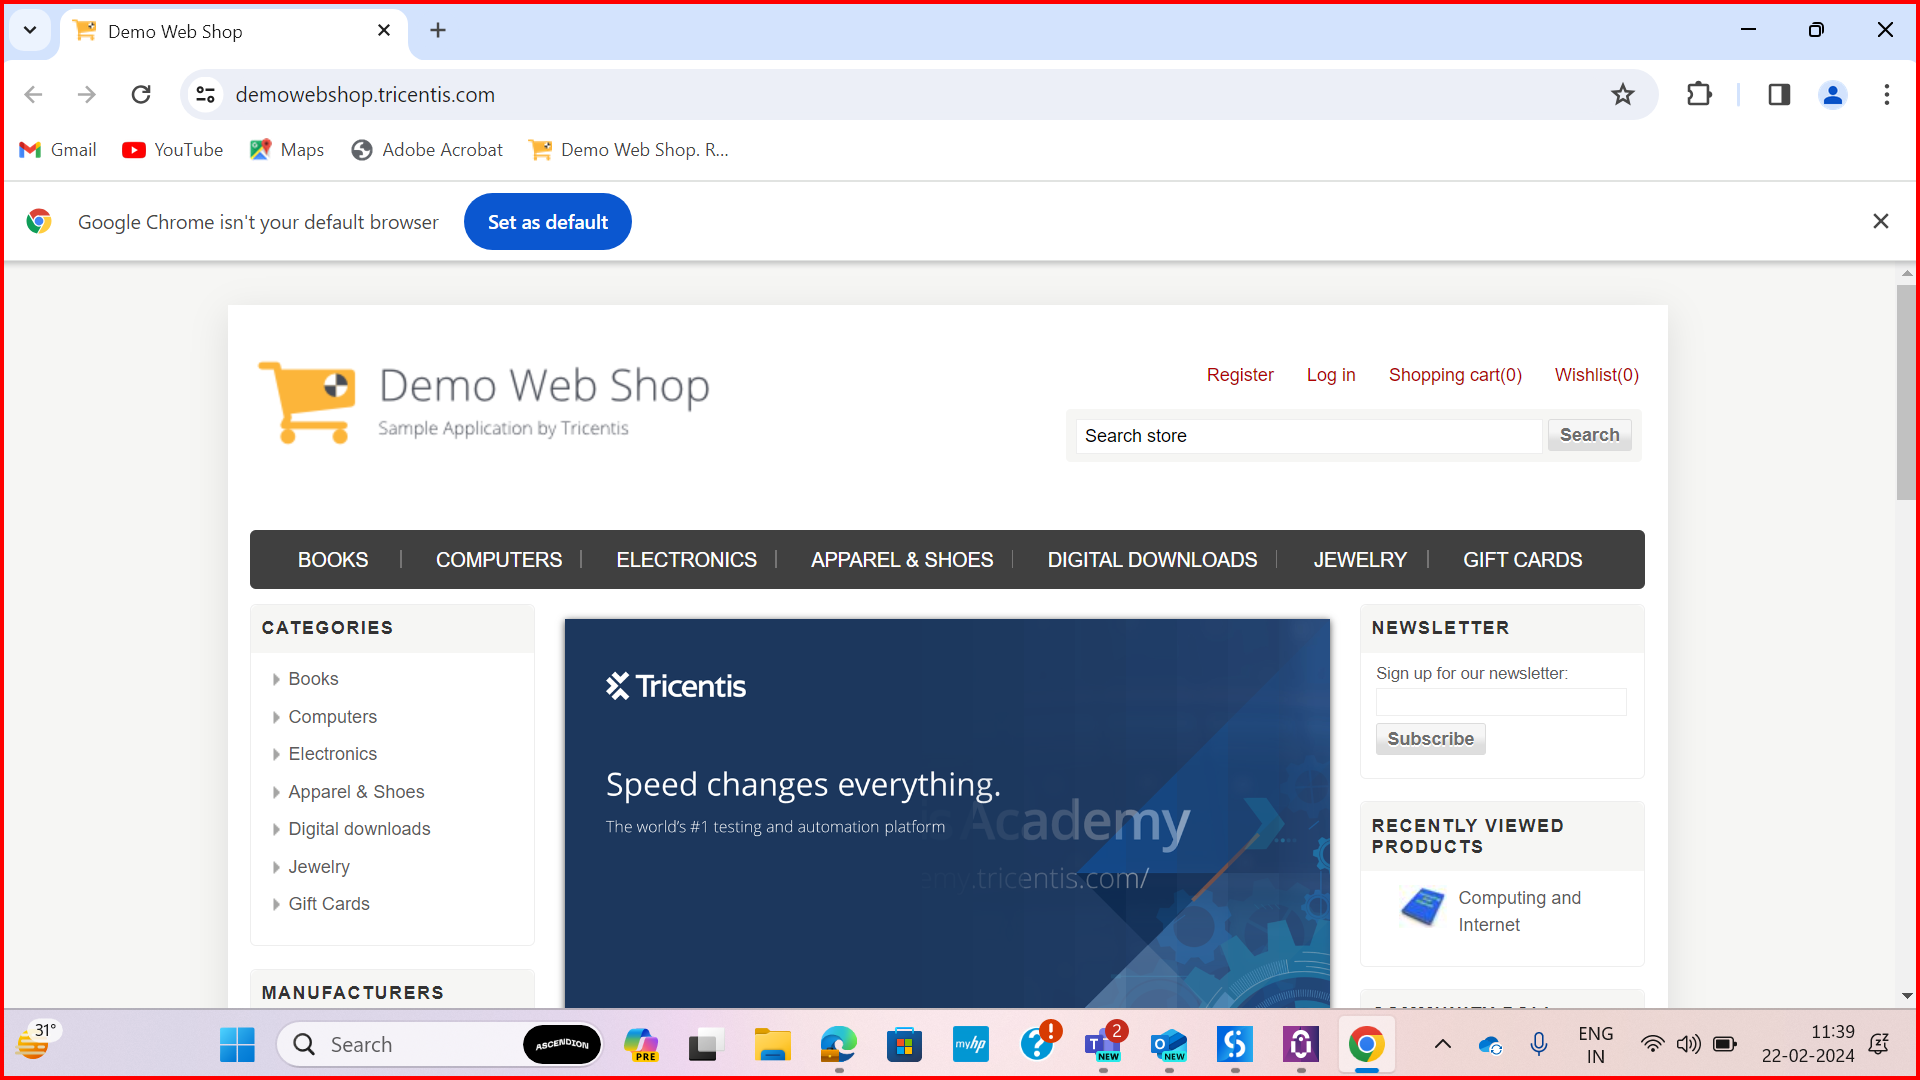 Demo Web Shop
demowebshop.tricentis.com
Gmail YouTube Maps Adobe Acrobat Demo Web Shop. R...
Google Chrome isn't your default browser Set as default
Demo Web Shop
Sample Application by Tricentis
Register Log in Shopping cart(0) Wishlist(0)
Search store Search
BOOKS COMPUTERS ELECTRONICS APPAREL & SHOES DIGITAL DOWNLOADS JEWELRY GIFT CARDS
CATEGORIES
Books
Computers
Electronics
Apparel & Shoes
Digital downloads
Jewelry
Gift Cards
MANUFACTURERS
Tricentis
Speed changes everything.
The world's #1 testing and automation platform
Academy
.tricentis.com/
NEWSLETTER
Sign up for our newsletter:
Subscribe
RECENTLY VIEWED
PRODUCTS
Computing and
Internet
31°
Search
ASCENDION
PRE
myhp
2
NEW
NEW
ENG
IN
11:39
22-02-2024